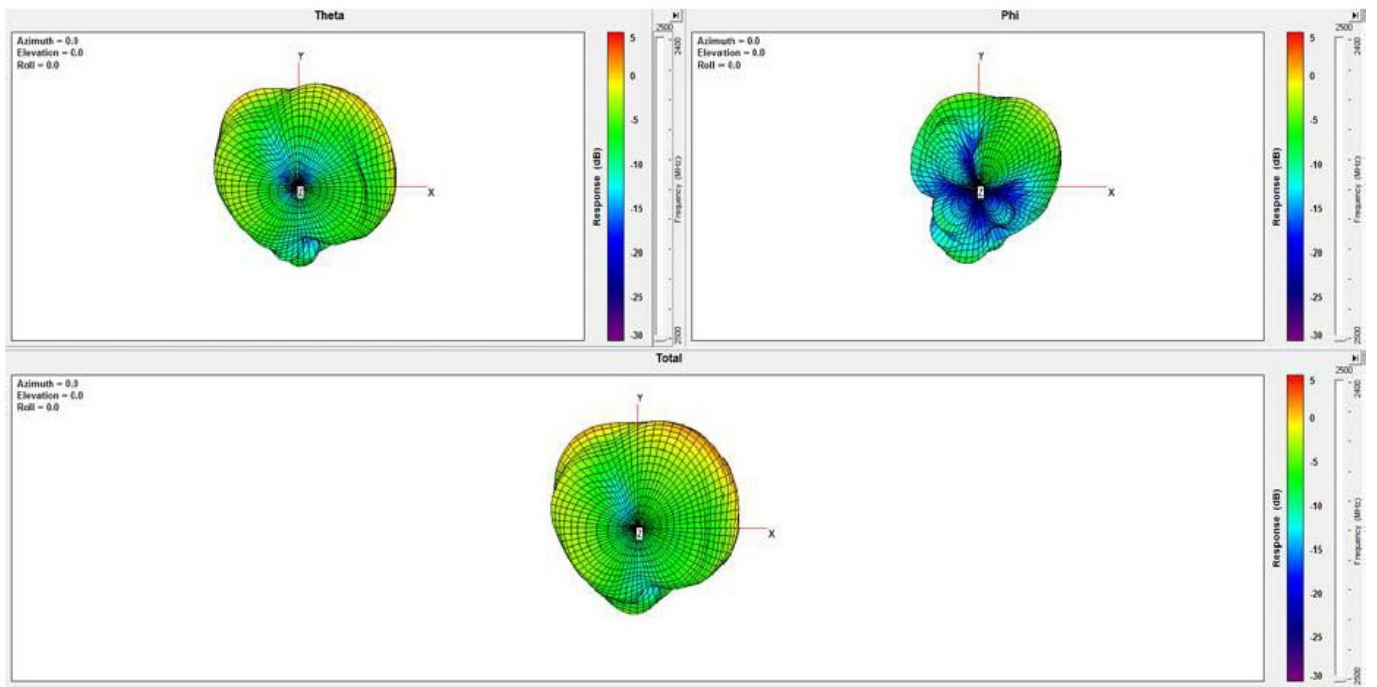 Theta
Azimuth = 0.0
Elevation = 0.0
Roll = 0.0
Y
X
Z
5
0
-5
-10
-15
-20
-25
-30
Response (dB)
2500
2400
Frequency (MHz)
2500
Phi
Azimuth = 0.0
Elevation = 0.0
Roll = 0.0
Y
X
Z
5
0
-5
-10
-15
-20
-25
-30
Response (dB)
2500
2400
Frequency (MHz)
2500
Total
Azimuth = 0.0
Elevation = 0.0
Roll = 0.0
Y
X
Z
5
0
-5
-10
-15
-20
-25
-30
Response (dB)
2500
2400
Frequency (MHz)
2500